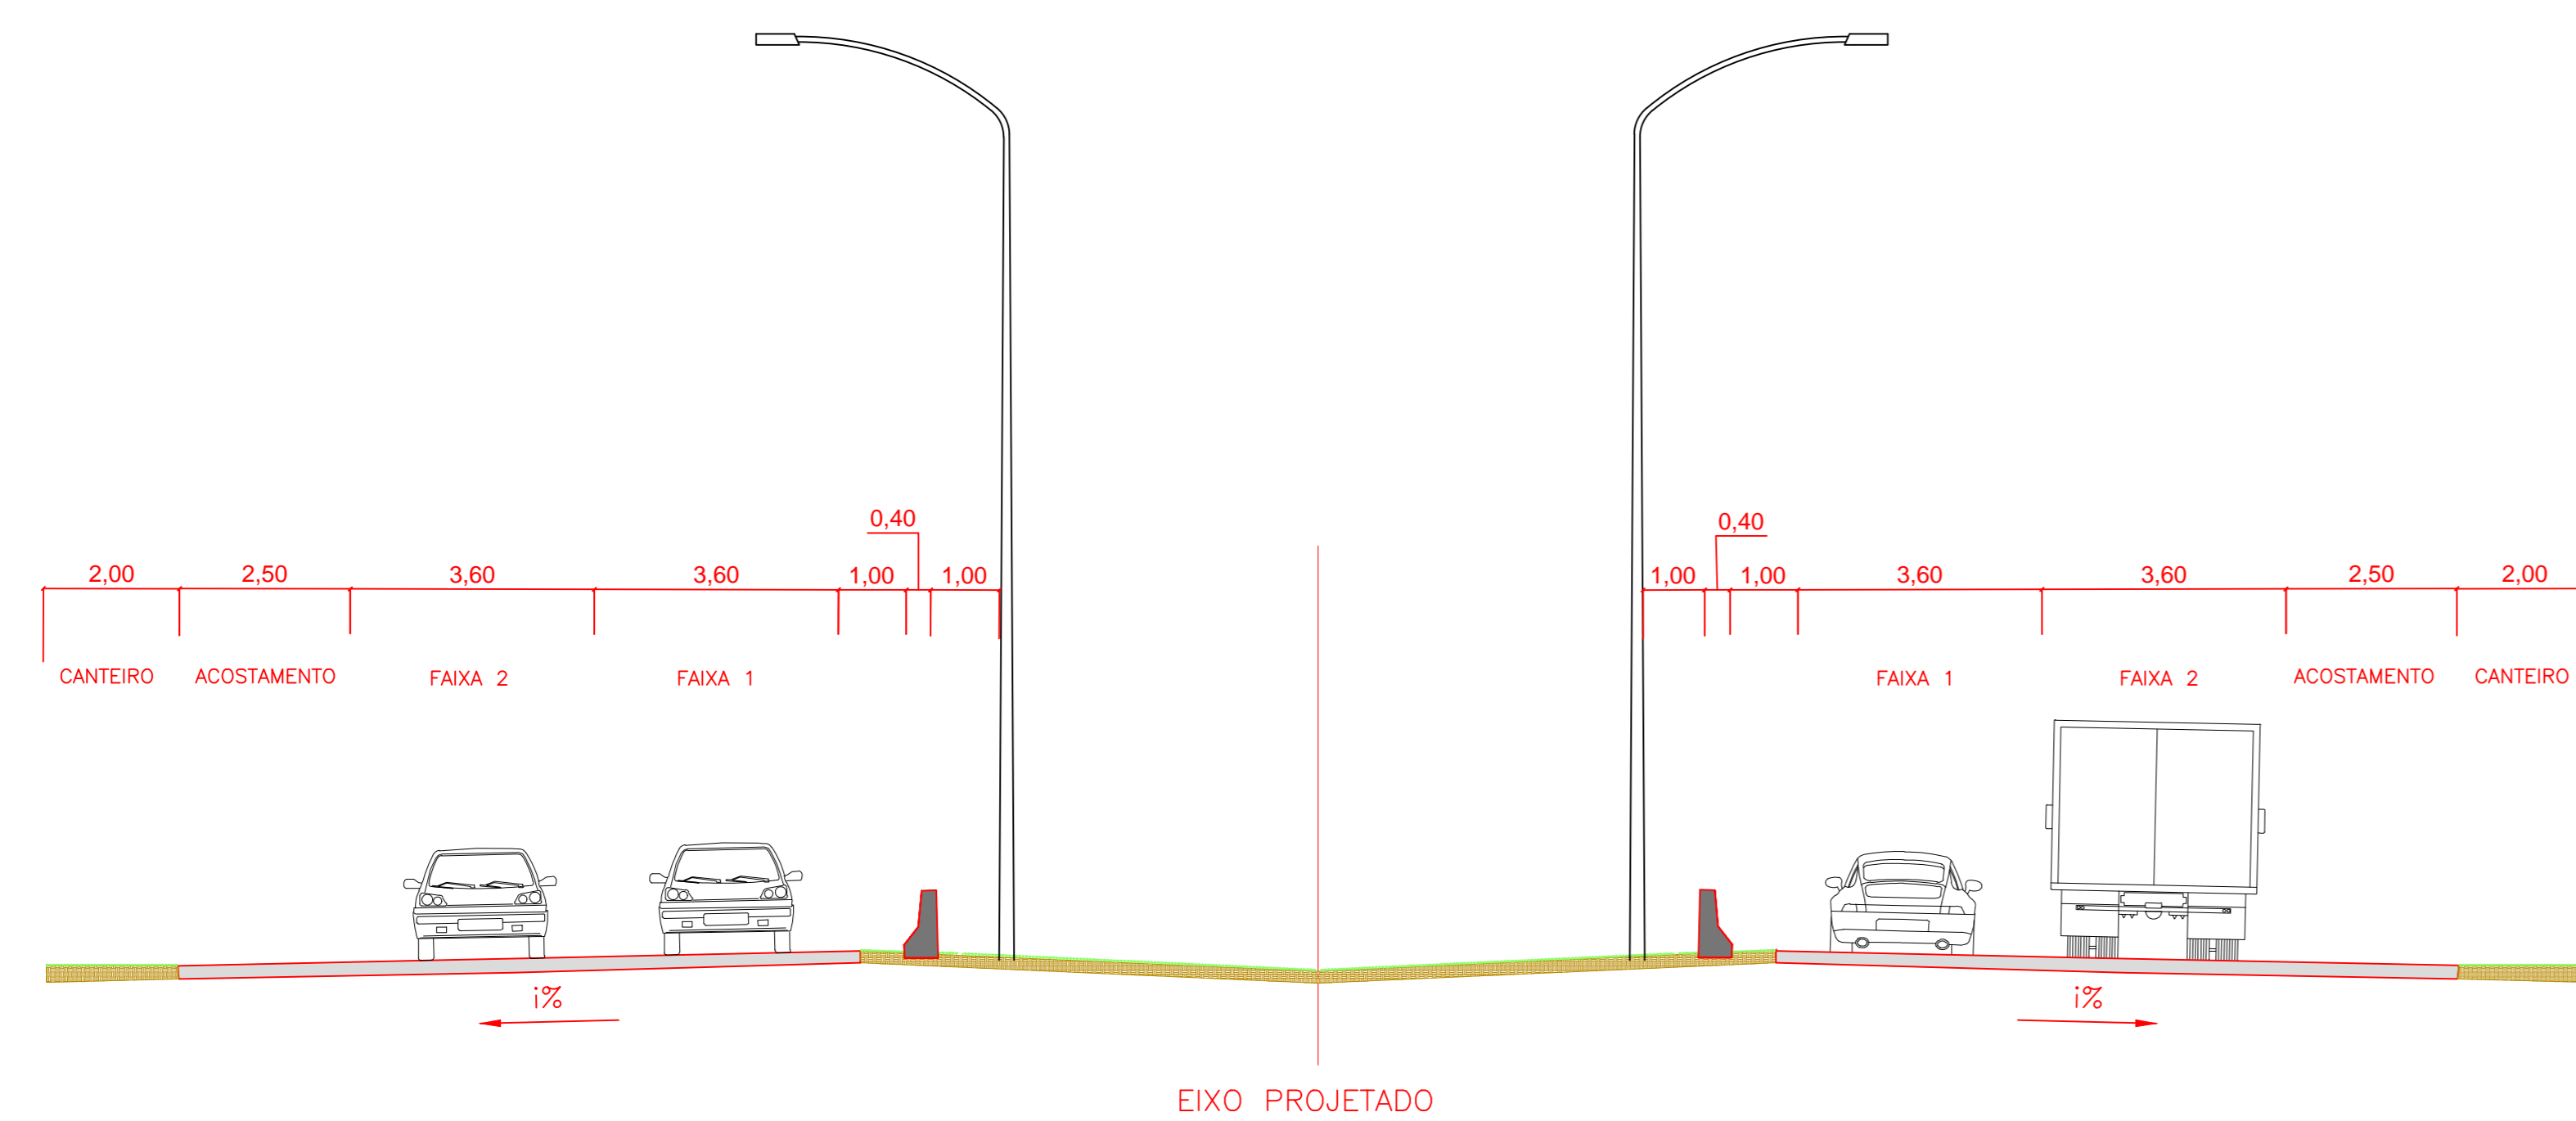 0,40 0,40
2,00 2,50 3,60 3,60 1,00 1,00 1,00 1,00 3,60 3,60 2,50 2,00
CANTEIRO ACOSTAMENTO FAIXA 2 FAIXA 1 FAIXA 1 FAIXA 2 ACOSTAMENTO CANTEIRO
i% i%
EIXO PROJETADO